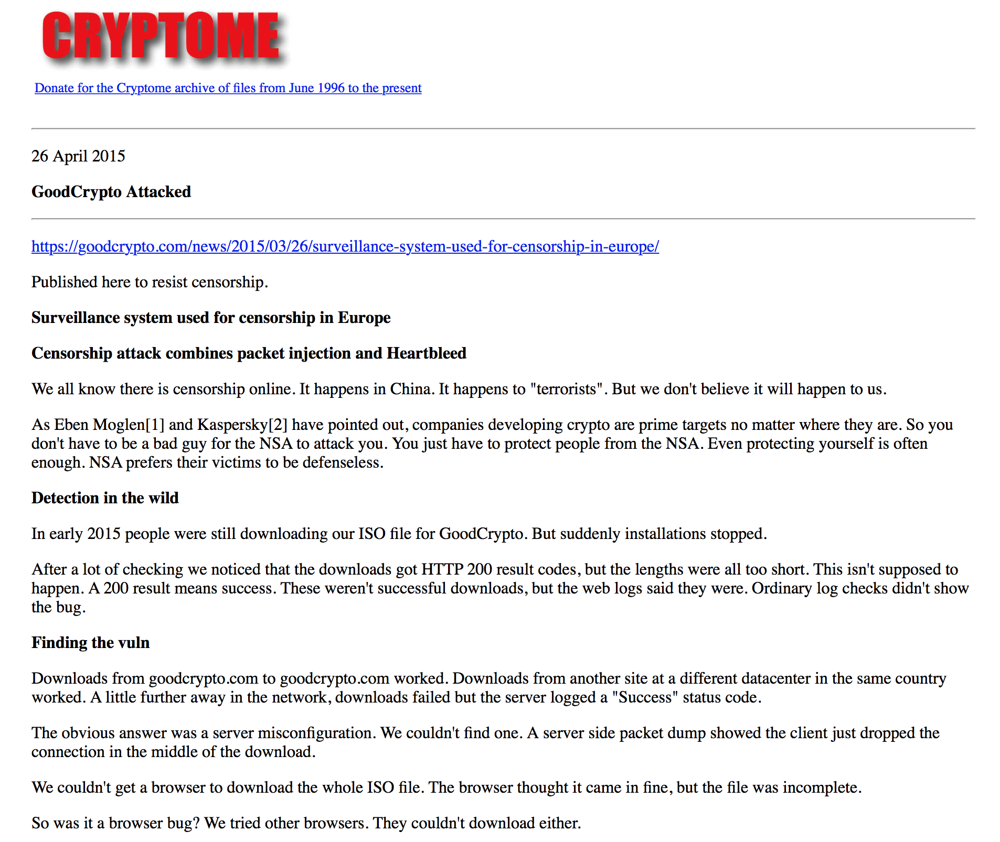 CRYPTOME
Donate for the Cryptome archive of files from June 1996 to the present
26 April 2015
GoodCrypto Attacked
https://goodcrypto.com/news/2015/03/26/surveillance-system-used-for-censorship-in-europe/
Published here to resist censorship.
Surveillance system used for censorship in Europe
Censorship attack combines packet injection and Heartbleed
We all know there is censorship online. It happens in China. It happens to "terrorists". But we don't believe it will happen to us.
As Eben Moglen[1] and Kaspersky[2] have pointed out, companies developing crypto are prime targets no matter where they are. So you
don't have to be a bad guy for the NSA to attack you. You just have to protect people from the NSA. Even protecting yourself is often
enough. NSA prefers their victims to be defenseless.
Detection in the wild
In early 2015 people were still downloading our ISO file for GoodCrypto. But suddenly installations stopped.
After a lot of checking we noticed that the downloads got HTTP 200 result codes, but the lengths were all too short. This isn't supposed to
happen. A 200 result means success. These weren't successful downloads, but the web logs said they were. Ordinary log checks didn't show
the bug.
Finding the vuln
Downloads from goodcrypto.com to goodcrypto.com worked. Downloads from another site at a different datacenter in the same country
worked. A little further away in the network, downloads failed but the server logged a "Success" status code.
The obvious answer was a server misconfiguration. We couldn't find one. A server side packet dump showed the client just dropped the
connection in the middle of the download.
We couldn't get a browser to download the whole ISO file. The browser thought it came in fine, but the file was incomplete.
So was it a browser bug? We tried other browsers. They couldn't download either.